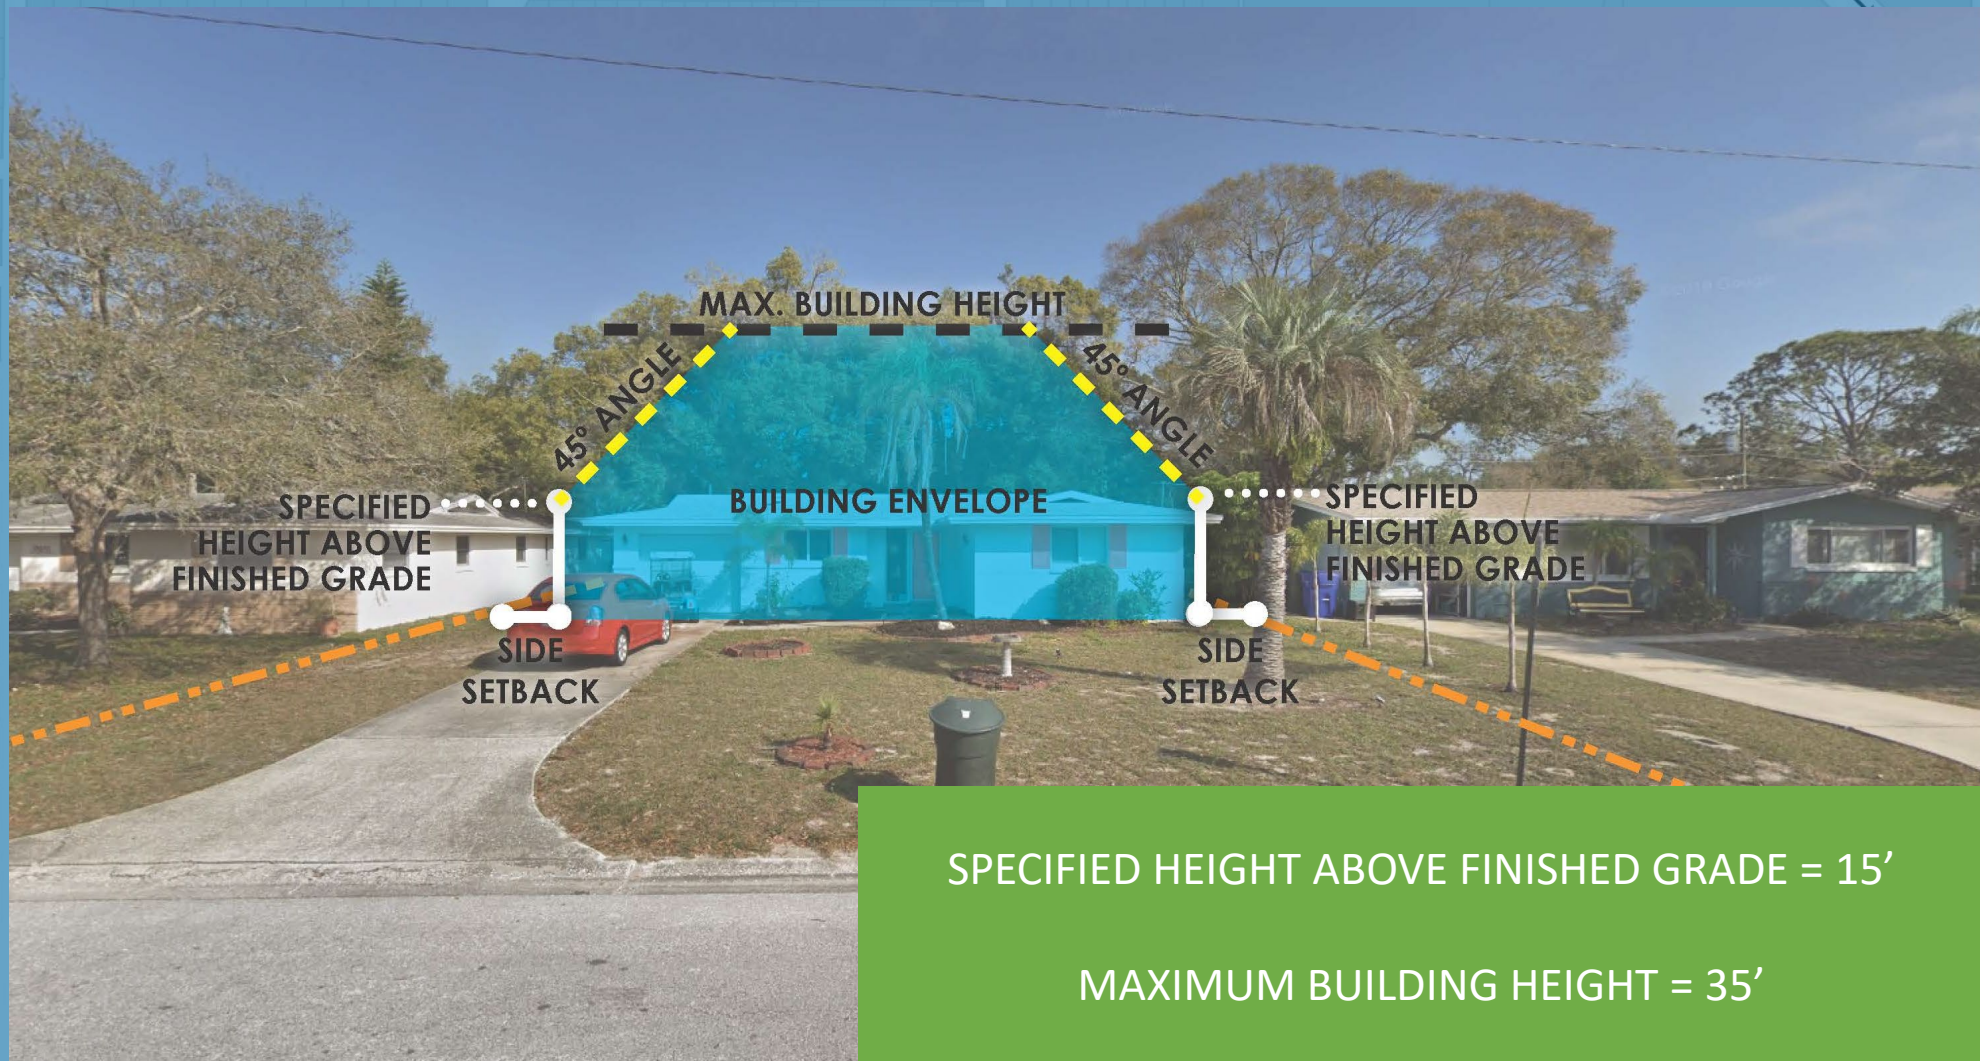 MAX. BUILDING HEIGHT
45° ANGLE
45° ANGLE
BUILDING ENVELOPE
SPECIFIED
HEIGHT ABOVE
FINISHED GRADE
SPECIFIED
HEIGHT ABOVE
FINISHED GRADE
SIDE
SETBACK
SIDE
SETBACK
SPECIFIED HEIGHT ABOVE FINISHED GRADE = 15’
MAXIMUM BUILDING HEIGHT = 35’